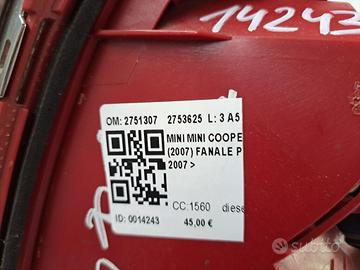 14243
OM: 2751307 2753625 L: 3 A5
MINI MINI COOPE
(2007) FANALE P
2007 >
CC:1560 diese
ID: 0014243 45,00 €
subito